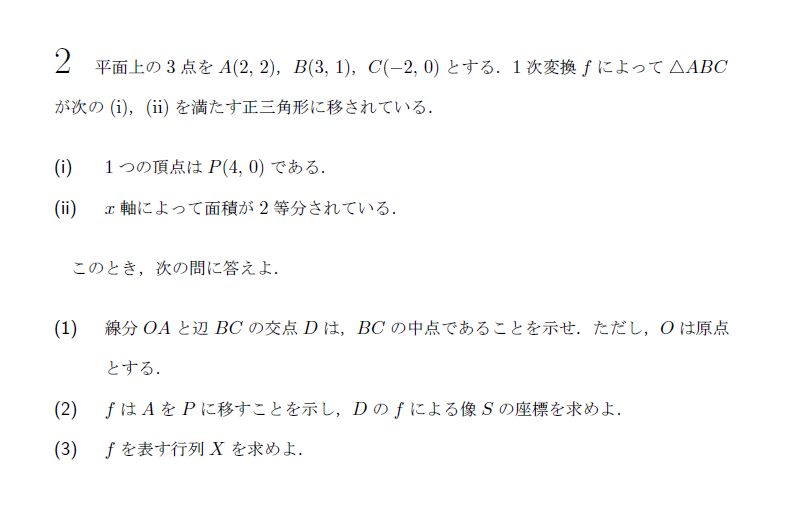 2 平面上の 3 点を A(2, 2), B(3, 1), C(−2, 0) とする. 1 次変換 f によって △ABC
が次の (i), (ii) を満たす正三角形に移されている.
(i) 1 つの頂点は P(4, 0) である.
(ii) x 軸によって面積が 2 等分されている.
このとき, 次の問に答えよ.
(1) 線分 OA と辺 BC の交点 D は, BC の中点であることを示せ. ただし, O は原点
とする.
(2) f は A を P に移すことを示し, D の f による像 S の座標を求めよ.
(3) f を表す行列 X を求めよ.